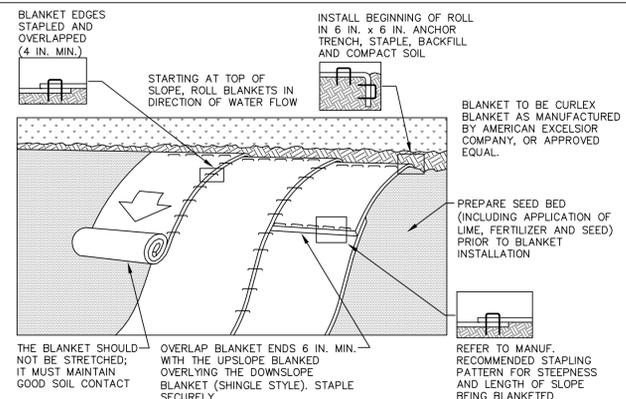 BLANKET EDGES
STAPLED AND
OVERLAPPED
(4 IN. MIN.)
STARTING AT TOP OF
SLOPE, ROLL BLANKETS IN
DIRECTION OF WATER FLOW
INSTALL BEGINNING OF ROLL
IN 6 IN. x 6 IN. ANCHOR
TRENCH, STAPLE, BACKFILL
AND COMPACT SOIL
BLANKET TO BE CURLEX
BLANKET AS MANUFACTURED
BY AMERICAN EXCELSIOR
COMPANY, OR APPROVED
EQUAL.
PREPARE SEED BED
(INCLUDING APPLICATION OF
LIME, FERTILIZER AND SEED)
PRIOR TO BLANKET
INSTALLATION
THE BLANKET SHOULD
NOT BE STRETCHED;
IT MUST MAINTAIN
GOOD SOIL CONTACT
OVERLAP BLANKET ENDS 6 IN. MIN.
WITH THE UPSLOPE BLANKED
OVERLYING THE DOWNSLOPE
BLANKET (SHINGLE STYLE). STAPLE
SECURELY
REFER TO MANUF.
RECOMMENDED STAPLING
PATTERN FOR STEEPNESS
AND LENGTH OF SLOPE
BEING BLANKETED